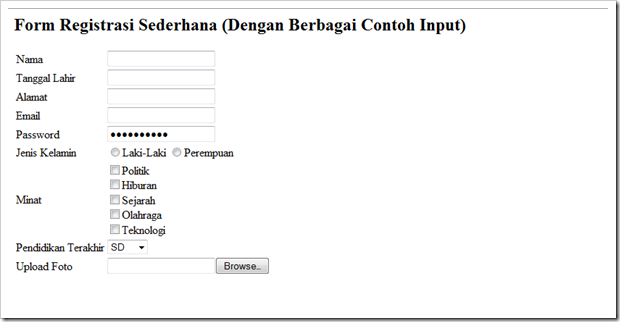 Form Registrasi Sederhana (Dengan Berbagai Contoh Input)
Nama
Tanggal Lahir
Alamat
Email
Password ••••••••••
Jenis Kelamin Laki-Laki Perempuan
Politik
Hiburan
Minat Sejarah
Olahraga
Teknologi
Pendidikan Terakhir SD
Upload Foto Browse..